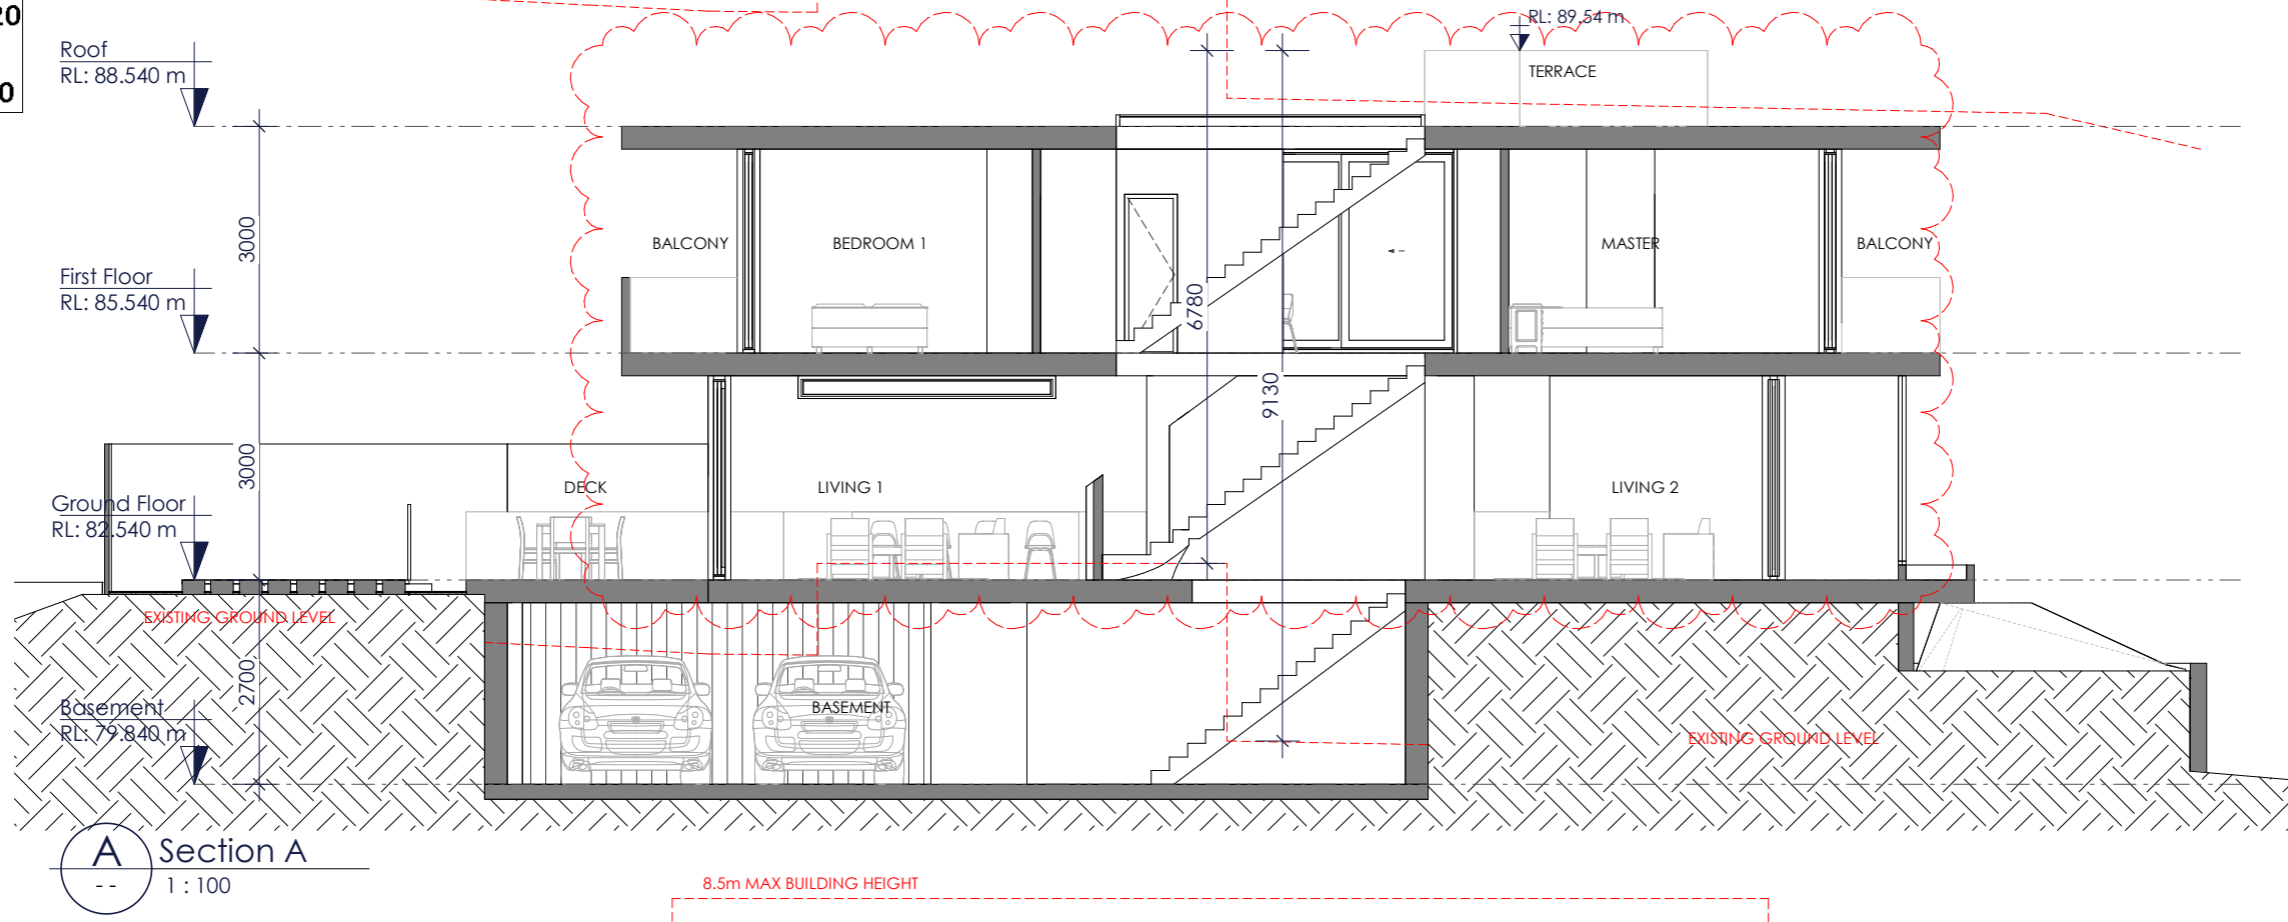 20
0
Roof
RL: 88.540 m
RL: 89.54 m
TERRACE
3000
BALCONY
BEDROOM 1
MASTER
BALCONY
First Floor
RL: 85.540 m
6780
9130
3000
DECK
LIVING 1
LIVING 2
Ground Floor
RL: 82.540 m
EXISTING GROUND LEVEL
2700
Basement
RL: 79.840 m
BASEMENT
EXISTING GROUND LEVEL
A
--
Section A
1 : 100
8.5m MAX BUILDING HEIGHT